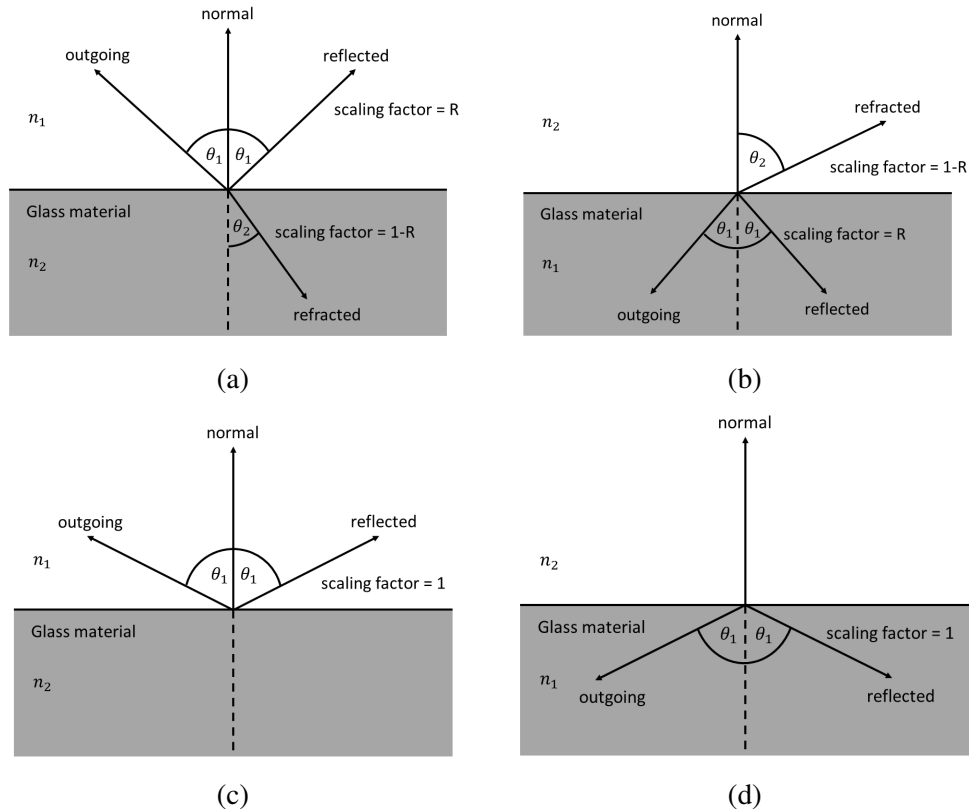 normal
outgoing
reflected
n₁
scaling factor = R
θ₁ θ₁
Glass material
θ₂
scaling factor = 1-R
n₂
refracted
(a)
normal
n₂
refracted
θ₂
scaling factor = 1-R
Glass material
θ₁ θ₁
scaling factor = R
n₁
outgoing
reflected
(b)
normal
outgoing
reflected
n₁
θ₁ θ₁
scaling factor = 1
Glass material
n₂
(c)
normal
n₂
Glass material
θ₁ θ₁
scaling factor = 1
n₁
outgoing
reflected
(d)